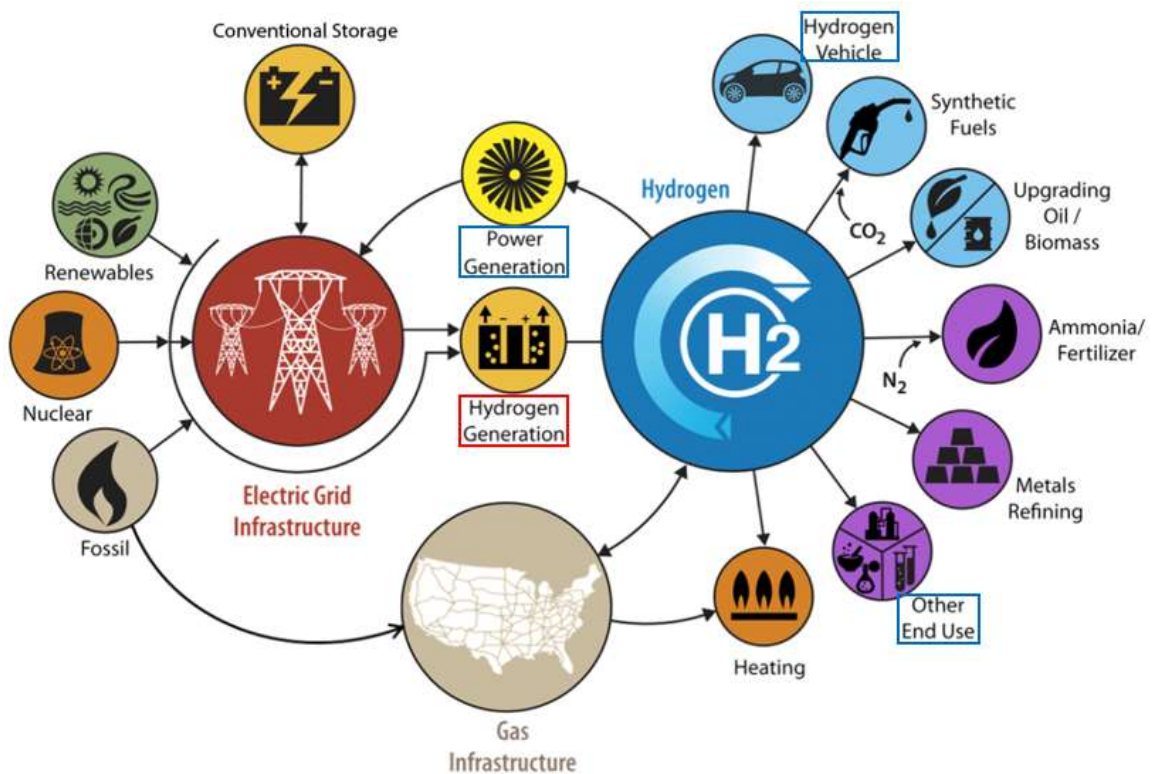 Conventional Storage
Hydrogen
Vehicle
Synthetic
Fuels
Upgrading
Oil /
Biomass
CO2
Hydrogen
Renewables
Power
Generation
+ -
- +
H2
Ammonia/
Fertilizer
N2
Nuclear
Hydrogen
Generation
Electric Grid
Infrastructure
Metals
Refining
Fossil
Other
End Use
Heating
Gas
Infrastructure